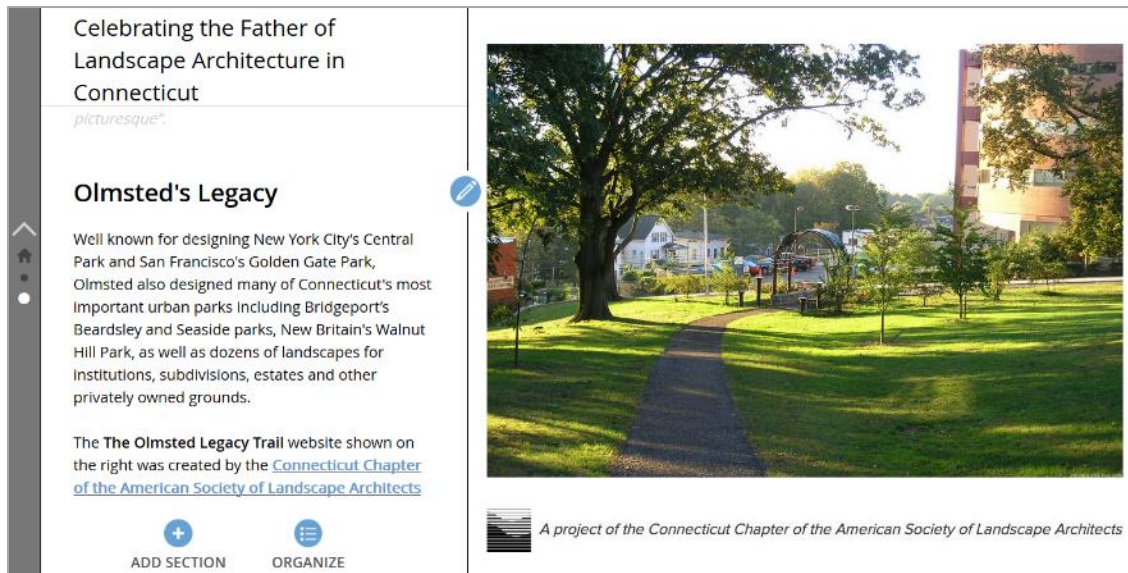 Celebrating the Father of
Landscape Architecture in
Connecticut
picturesque".
Olmsted's Legacy
Well known for designing New York City's Central
Park and San Francisco's Golden Gate Park,
Olmsted also designed many of Connecticut's most
important urban parks including Bridgeport's
Beardsley and Seaside parks, New Britain's Walnut
Hill Park, as well as dozens of landscapes for
institutions, subdivisions, estates and other
privately owned grounds.
The The Olmsted Legacy Trail website shown on
the right was created by the Connecticut Chapter
of the American Society of Landscape Architects
ADD SECTION
ORGANIZE
A project of the Connecticut Chapter of the American Society of Landscape Architects